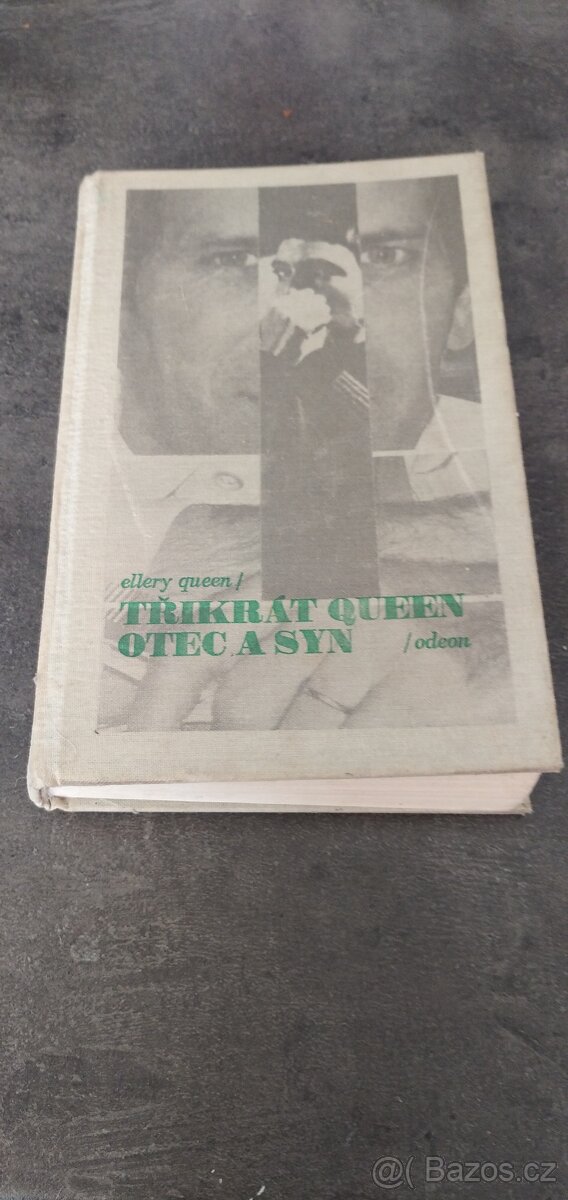 ellery queen /
TŘIKRÁT QUEEN
OTEC A SYN / odeon
@ Bazos.cz